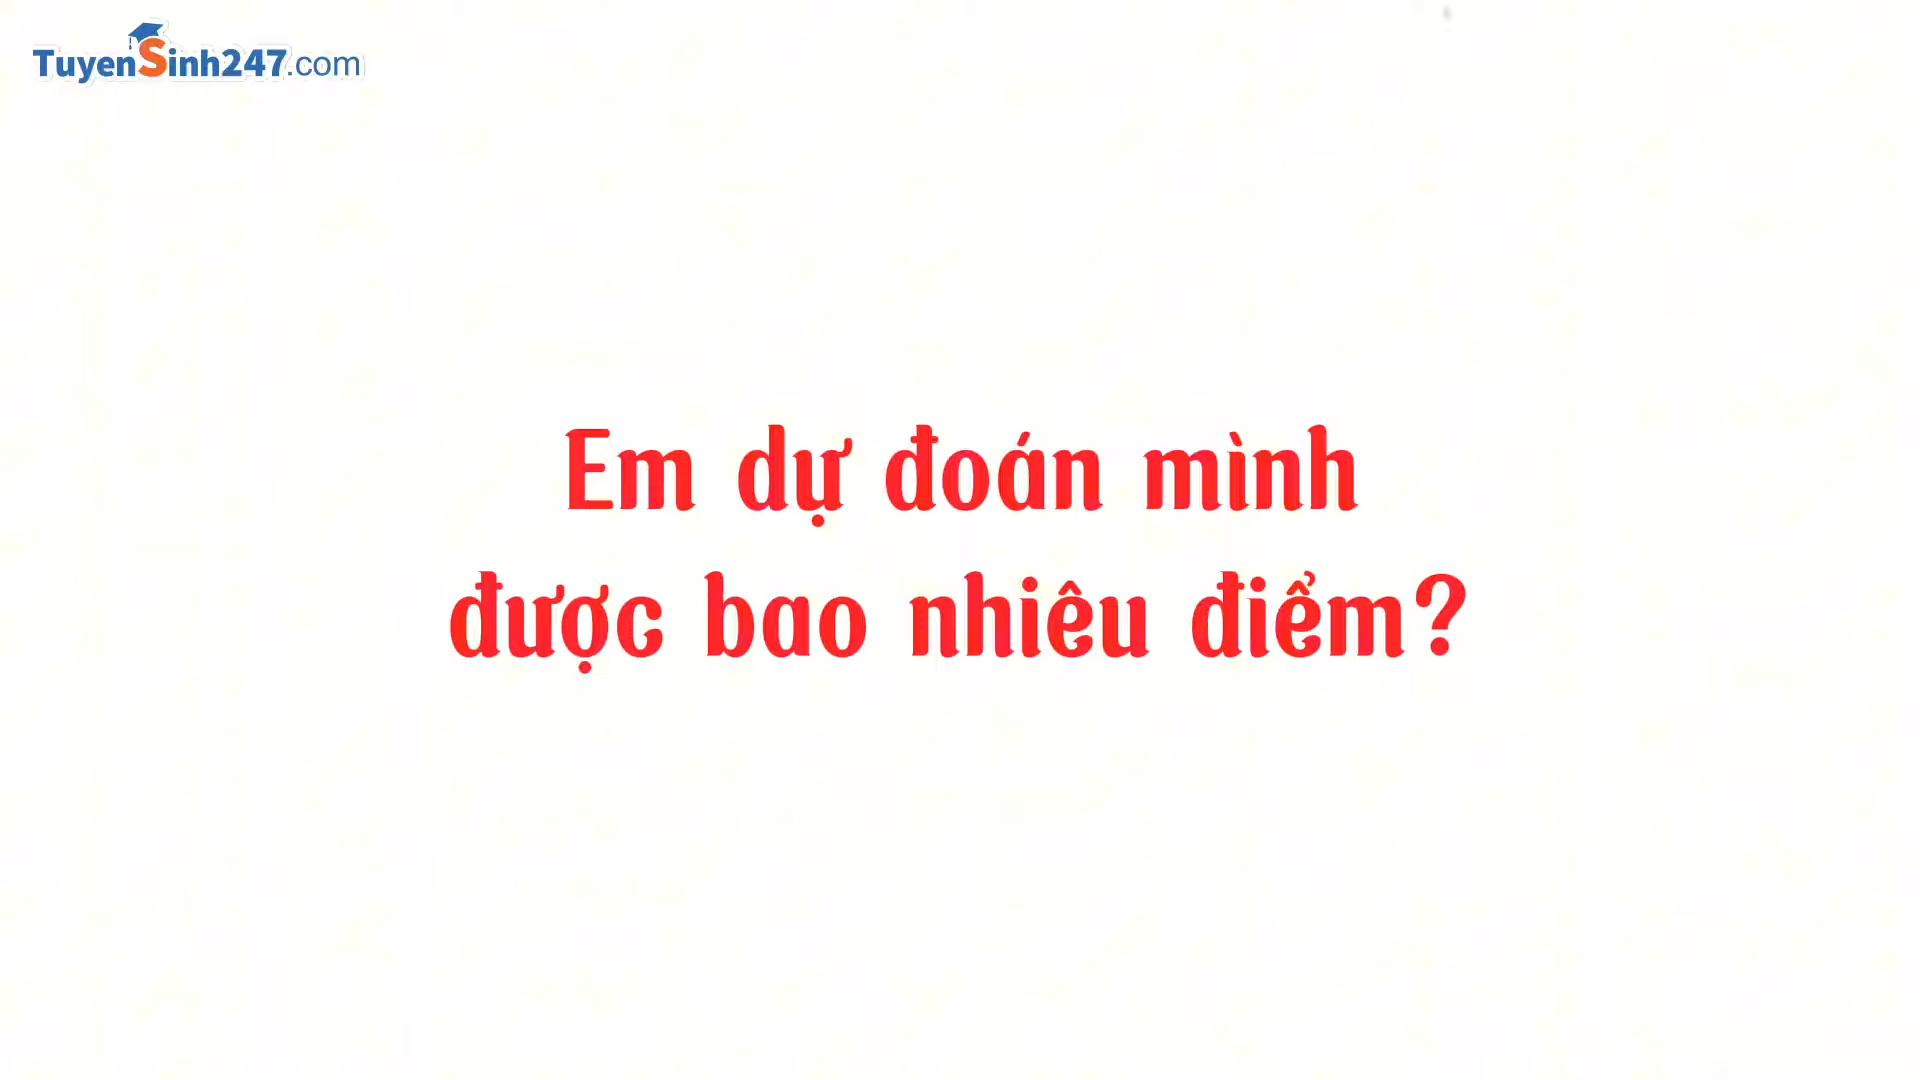 TuyenSinh247.com
Em dự đoán mình
được bao nhiêu điểm?